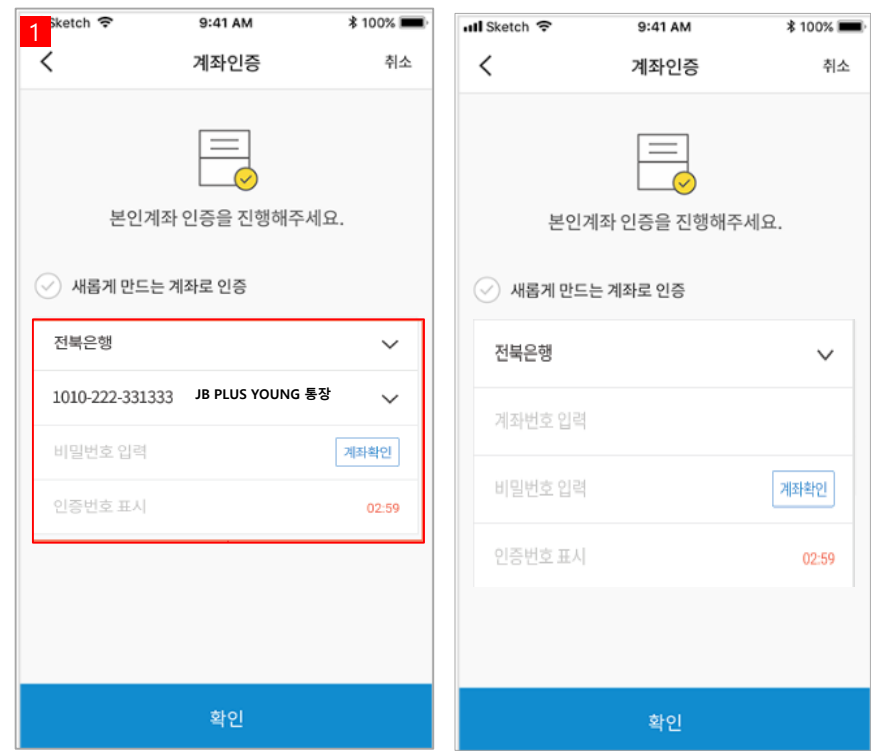 1
Sketch 9:41 AM 100%
계좌인증 취소
본인계좌 인증을 진행해주세요.
새롭게 만드는 계좌로 인증
전북은행
1010-222-331333 JB PLUS YOUNG 통장
비밀번호 입력 계좌확인
인증번호 표시 02:59
확인
Sketch 9:41 AM 100%
계좌인증 취소
본인계좌 인증을 진행해주세요.
새롭게 만드는 계좌로 인증
전북은행
계좌번호 입력
비밀번호 입력 계좌확인
인증번호 표시 02:59
확인